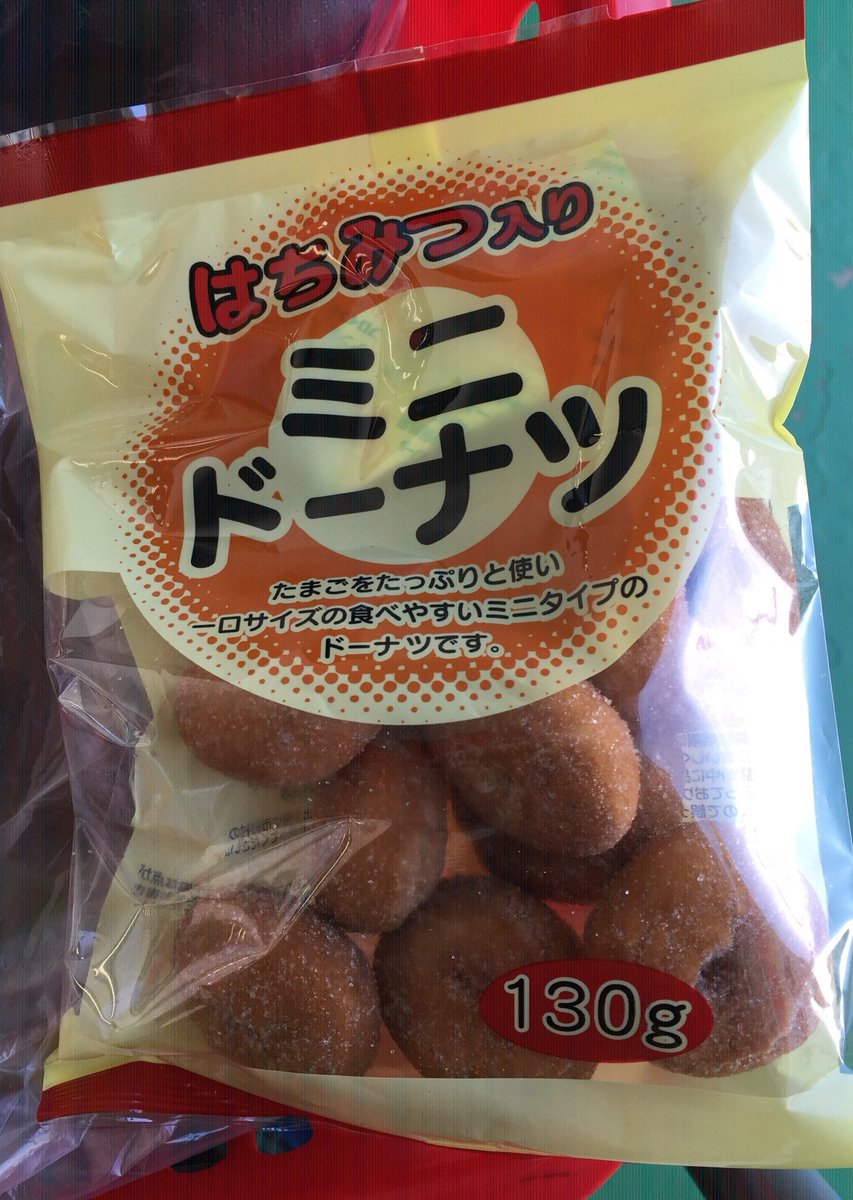 はちみつ入り
ミニ
ドーナツ
たまごをたっぷりと使い
一口サイズの食べやすいミニタイプの
ドーナツです。
130g